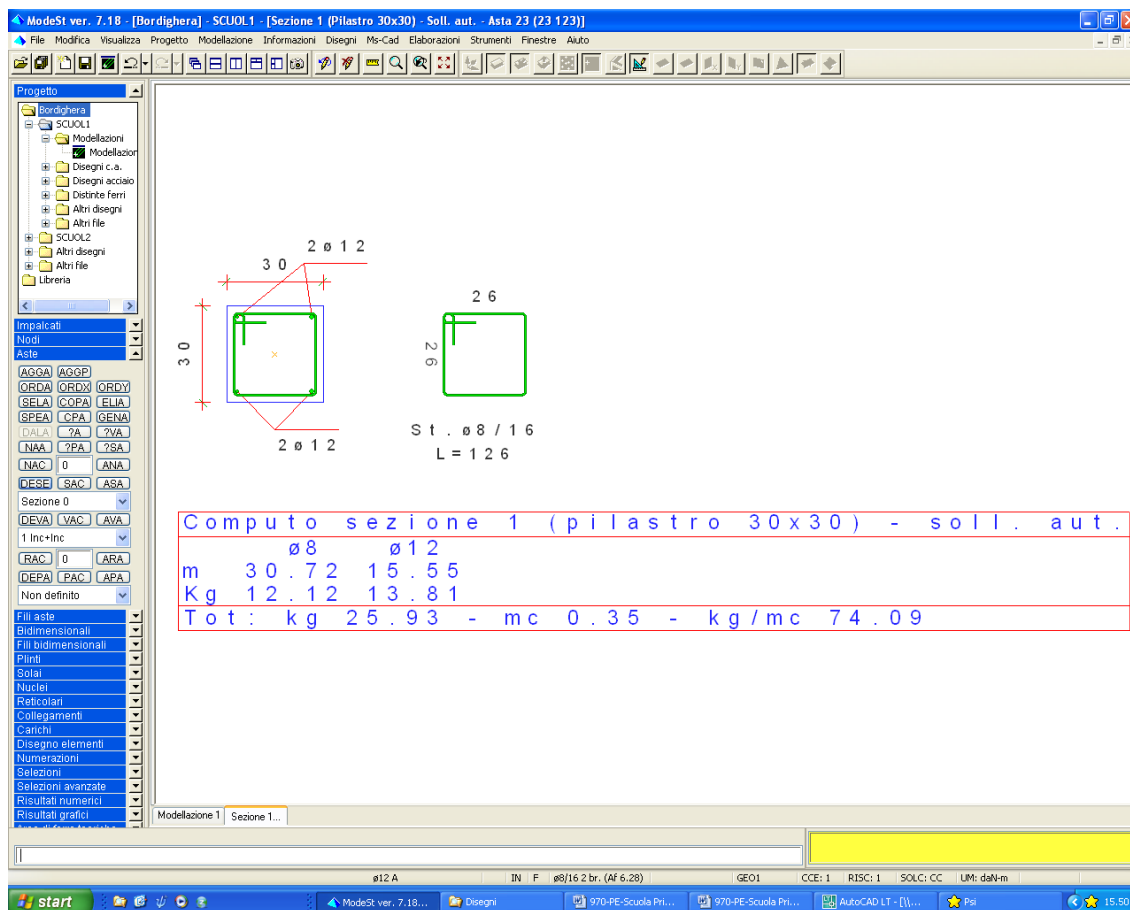 ModeSt ver. 7.18 - [Bordighera] - SCUOL1 - [Sezione 1 (Pilastro 30x30) - Soll. aut. - Asta 23 (23 123)]
File Modifica Visualizza Progetto Modellazione Informazioni Disegni Ms-Cad Elaborazioni Strumenti Finestre Aiuto
Progetto
Bordighera
SCUOL1
Modellazioni
Modellazior
Disegni c.a.
Disegni acciaio
Distinte ferri
Altri disegni
Altri file
SCUOL2
Altri disegni
Altri file
Libreria
Impalcati
Nodi
Aste
AGGA AGGP
ORDA ORDX ORDY
SELA COPA ELIA
SPEA CPA GENA
DALA ?A ?VA
NAA ?PA ?SA
NAC 0 ANA
DESE SAC ASA
Sezione 0
DEVA VAC AVA
1 Inc+Inc
RAC 0 ARA
DEPA PAC APA
Non definito
Fili aste
Bidimensionali
Fili bidimensionali
Plinti
Solai
Nuclei
Reticolari
Collegamenti
Carichi
Disegno elementi
Numerazioni
Selezioni
Selezioni avanzate
Risultati numerici
Risultati grafici
2ø12
30
30
2ø12
26
26
St. ø8/16
L=126
Computo sezione 1 (pilastro 30x30) - soll. aut.
ø8 ø12
m 30.72 15.55
Kg 12.12 13.81
Tot: kg 25.93 - mc 0.35 - kg/mc 74.09
Modellazione 1 Sezione 1...
ø12 A IN F ø8/16 2 br. (Af 6.28) GEO1 CCE: 1 RISC: 1 SOLC: CC UM: daN-m
start ModeSt ver. 7.18... Disegni 970-PE-Scuola Pri... 970-PE-Scuola Pri... AutoCAD LT - [\\... Psi 15.50